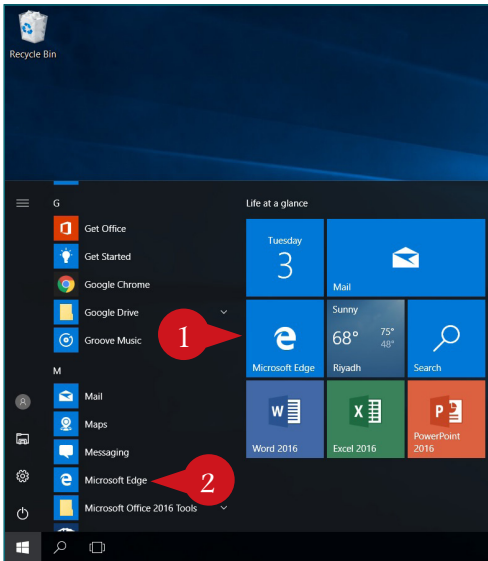 Recycle Bin
G
Get Office
Get Started
Google Chrome
Google Drive
Groove Music
M
Mail
Maps
Messaging
Microsoft Edge
Microsoft Office 2016 Tools
Life at a glance
Tuesday
3
Mail
Microsoft Edge
Sunny
68° 75°
48°
Riyadh
Search
Word 2016
Excel 2016
PowerPoint
2016
1
2